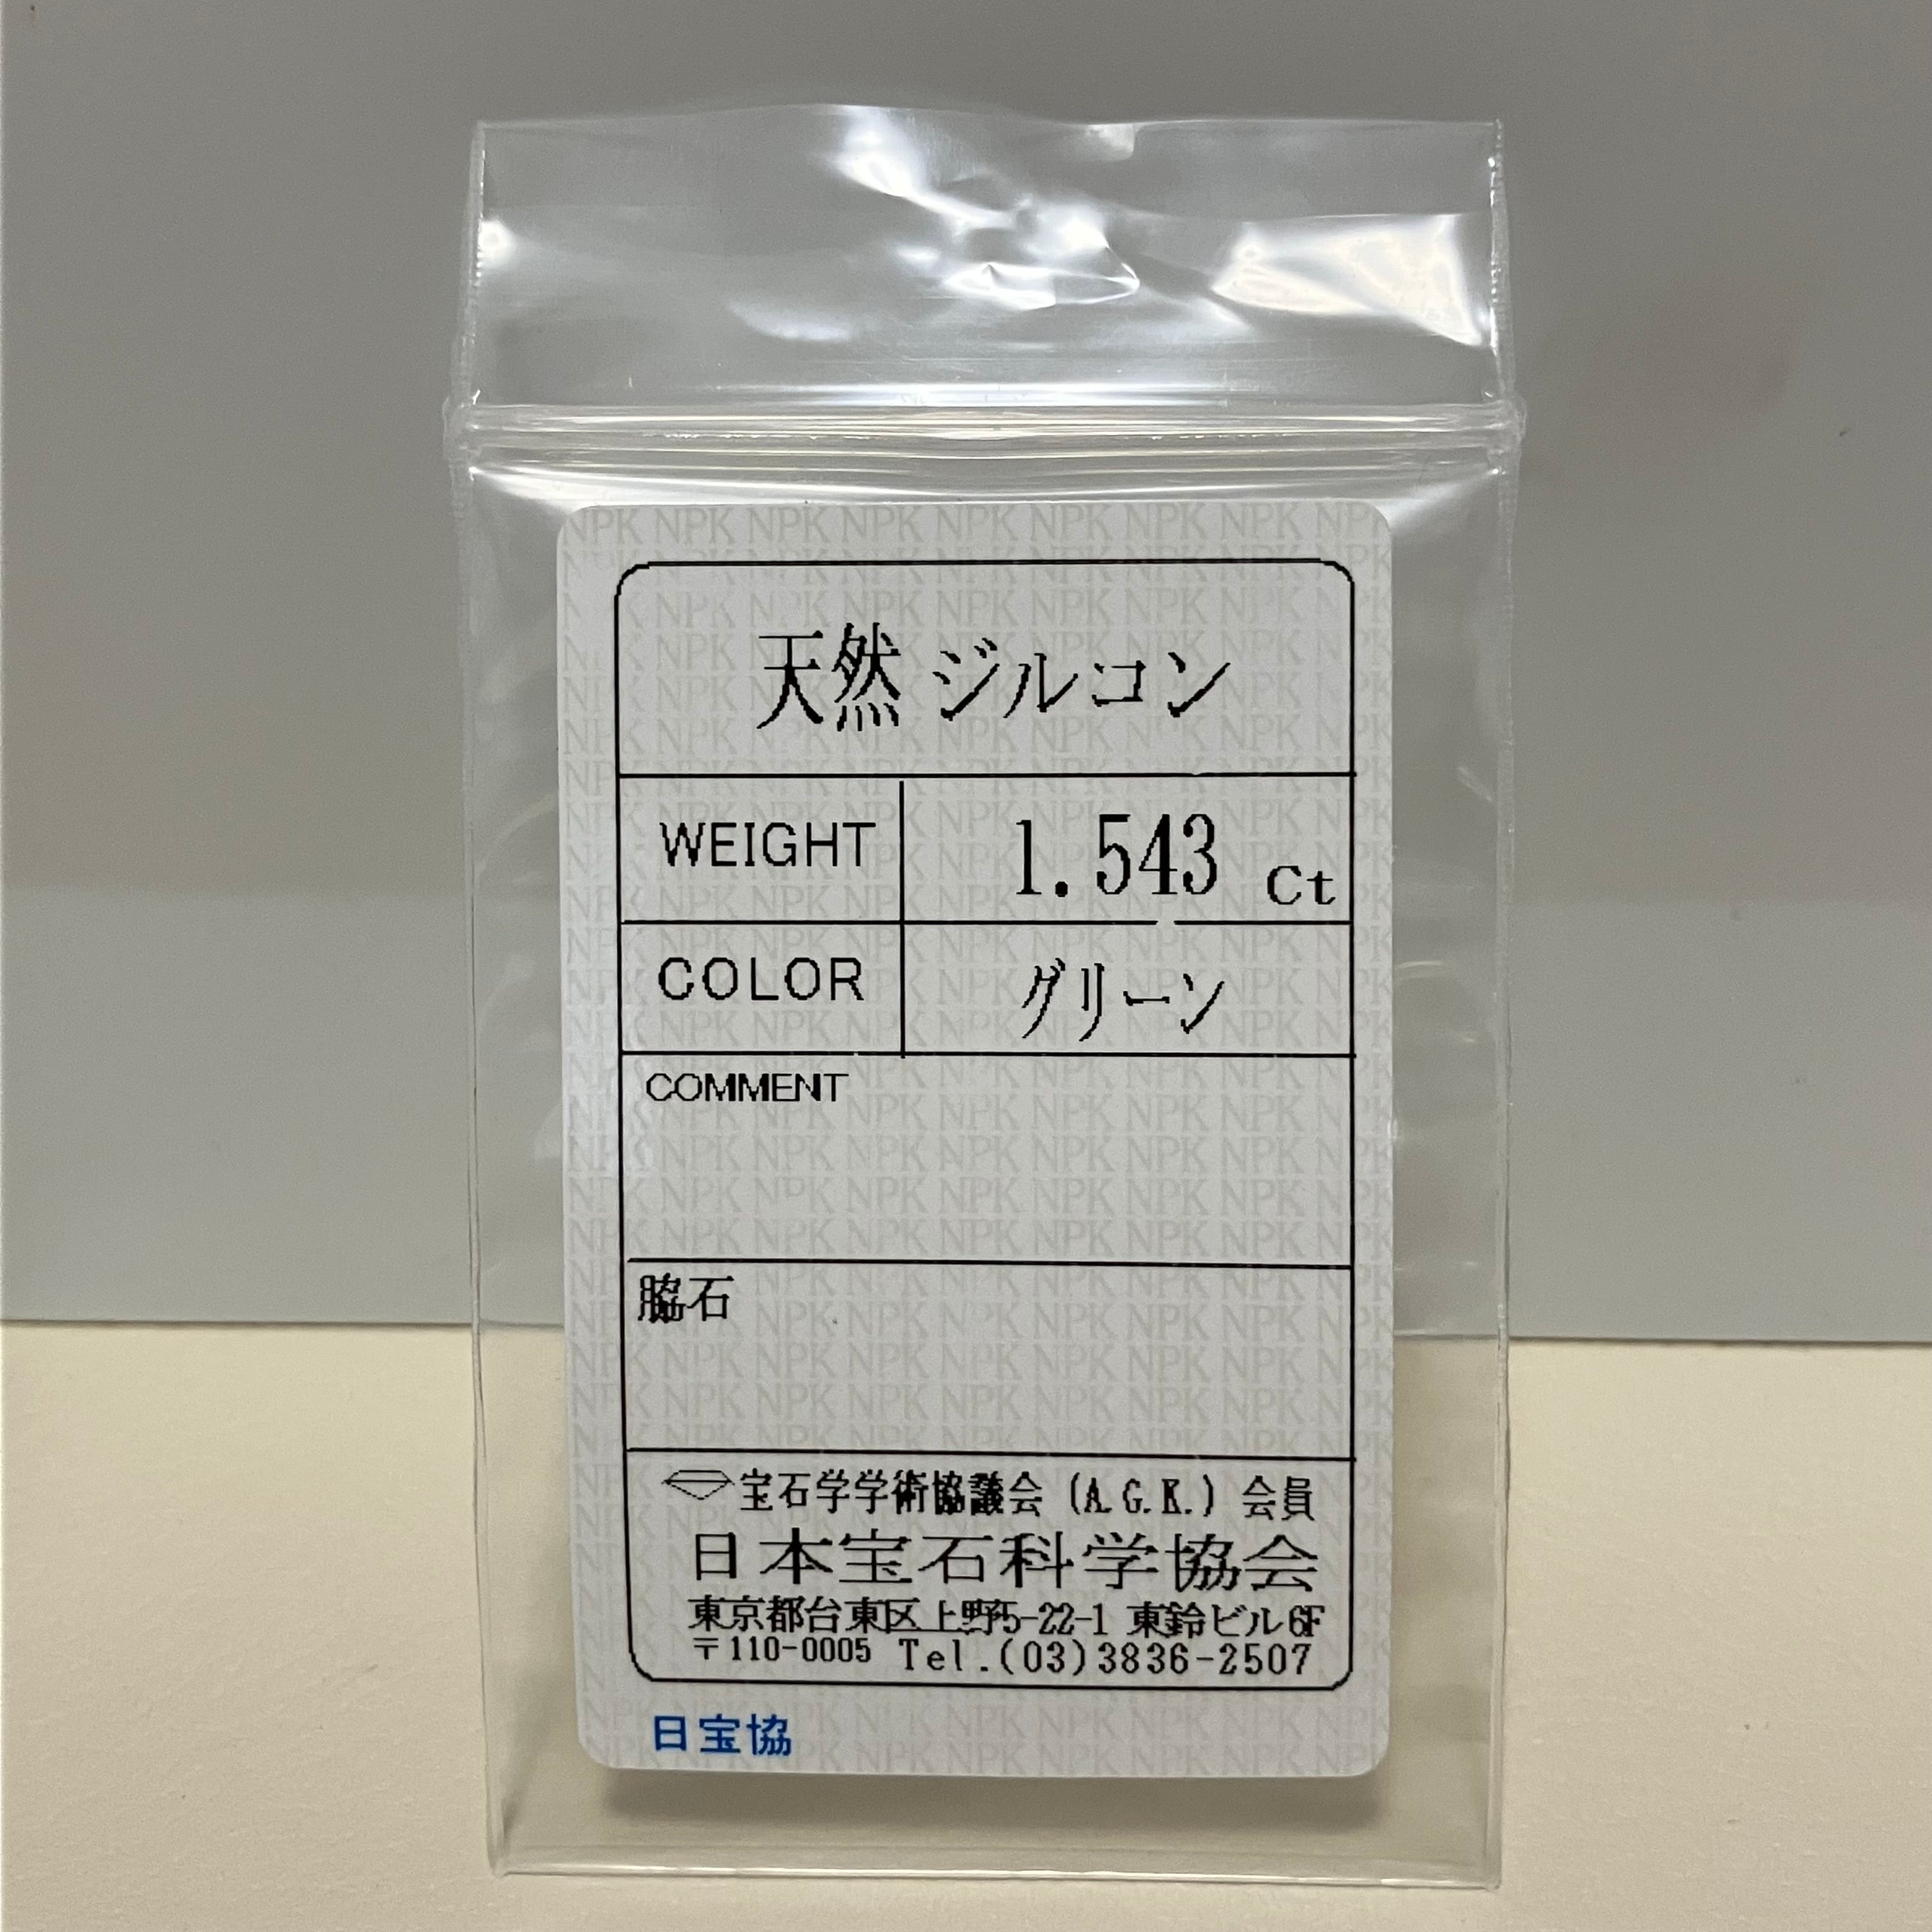 天然 ジルコン
WEIGHT 1.543 Ct
COLOR グリーン
COMMENT
脇石
宝石学学術協議会 (A.G.K.) 会員
日本宝石科学協会
東京都台東区上野5-22-1 東鈴ビル6F
〒110-0005 Tel.(03)3836-2507
日宝協